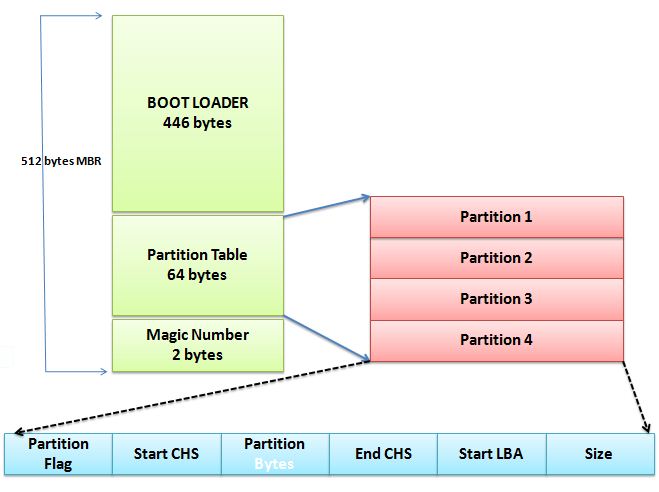 BOOT LOADER
446 bytes
512 bytes MBR
Partition Table
64 bytes
Magic Number
2 bytes
Partition 1
Partition 2
Partition 3
Partition 4
Partition
Flag
Start CHS
Partition
Bytes
End CHS
Start LBA
Size